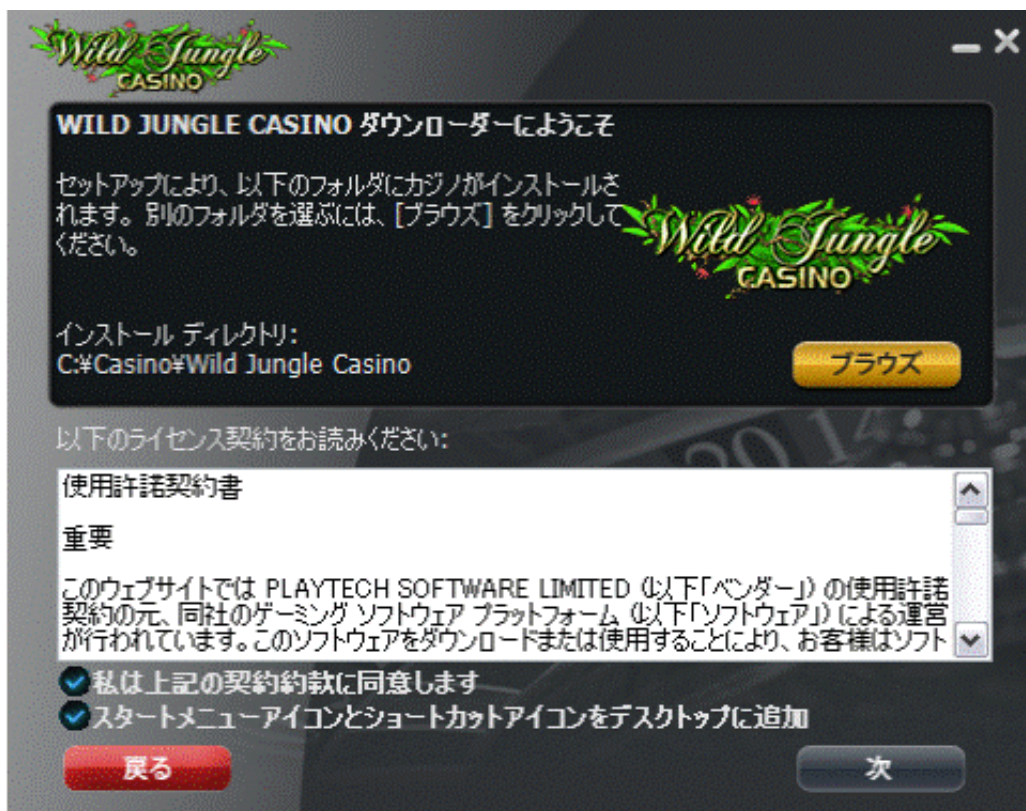 Wild Jungle
CASINO
WILD JUNGLE CASINO ダウンローダーにようこそ
セットアップにより、以下のフォルダにカジノがインストールさ
れます。別のフォルダを選ぶには、[ブラウズ] をクリックして
ください。
Wild Jungle
CASINO
インストール ディレクトリ:
C:¥Casino¥Wild Jungle Casino
ブラウズ
以下のライセンス契約をお読みください:
使用許諾契約書
重要
このウェブサイトでは PLAYTECH SOFTWARE LIMITED (以下「ベンダー」) の使用許諾
契約の元、同社のゲーミング ソフトウェア プラットフォーム (以下「ソフトウェア」) による運営
が行われています。このソフトウェアをダウンロードまたは使用することにより、お客様はソフト
私は上記の契約約款に同意します
スタートメニューアイコンとショートカットアイコンをデスクトップに追加
戻る
次
20 14